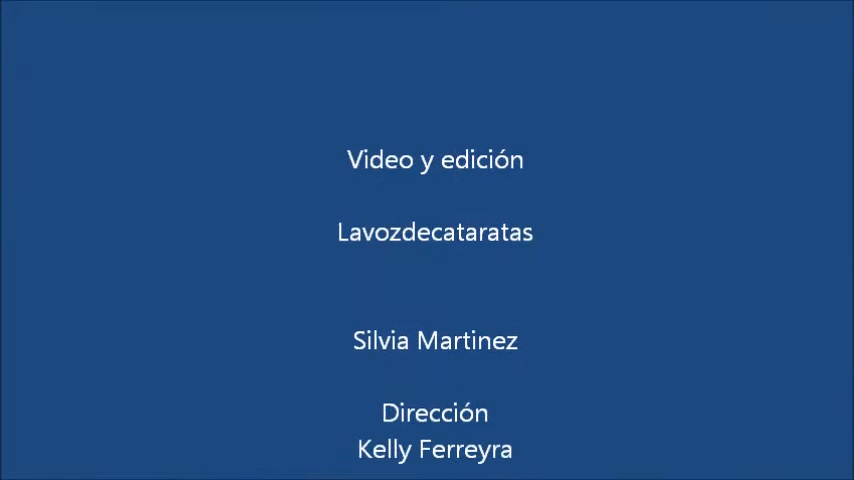 Video y edición
Lavozdecataratas
Silvia Martinez
Dirección
Kelly Ferreyra